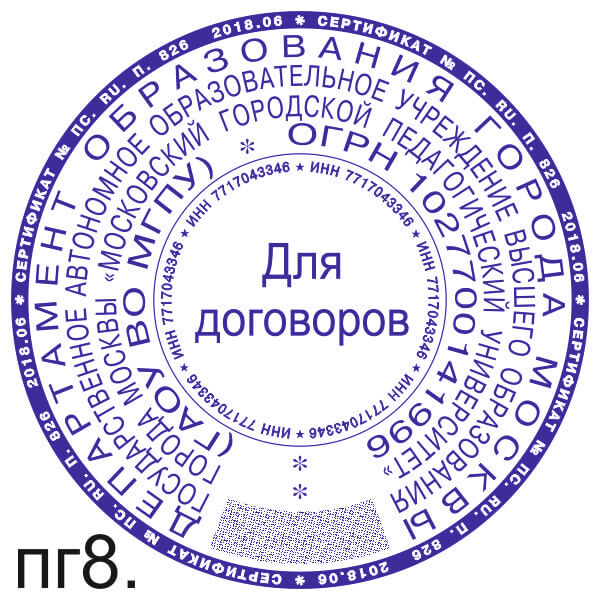 СЕРТИФИКАТ № ПС. RU. П. 826 2018.06 ✻ СЕРТИФИКАТ № ПС. RU. П. 826 2018.06 ✻ СЕРТИФИКАТ № ПС. RU. П. 826 2018.06 ✻ СЕРТИФИКАТ № ПС. RU. П. 826 2018.06 ✻
ДЕПАРТАМЕНТ ОБРАЗОВАНИЯ ГОРОДА МОСКВЫ
ГОСУДАРСТВЕННОЕ АВТОНОМНОЕ ОБРАЗОВАТЕЛЬНОЕ УЧРЕЖДЕНИЕ ВЫСШЕГО ОБРАЗОВАНИЯ
ГОРОДА МОСКВЫ «МОСКОВСКИЙ ГОРОДСКОЙ ПЕДАГОГИЧЕСКИЙ УНИВЕРСИТЕТ»
(ГАОУ ВО МГПУ) * ОГРН 1027700141996 * *
ИНН 7717043346 ★ ИНН 7717043346 ★ ИНН 7717043346 ★ ИНН 7717043346 ★ ИНН 7717043346 ★ ИНН 7717043346 ★
Для
договоров
пг8.